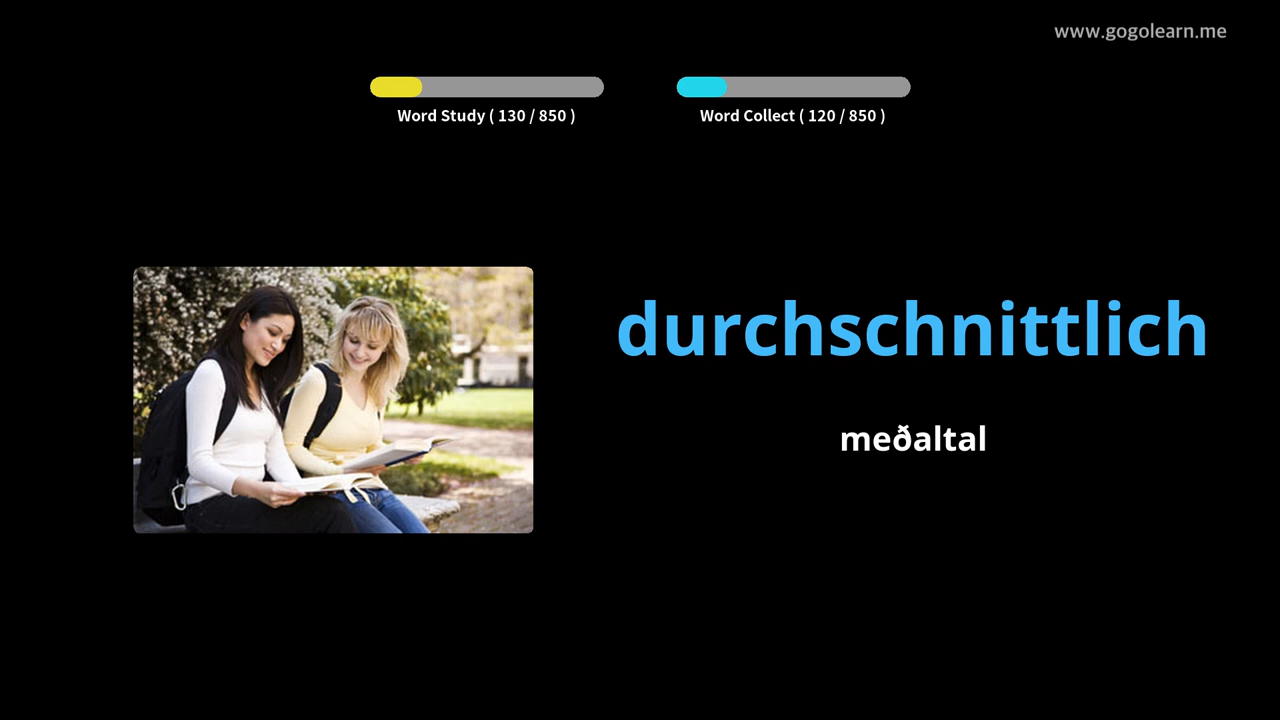 www.gogolearn.me
Word Study ( 130 / 850 )
Word Collect ( 120 / 850 )
durchschnittlich
meðaltal